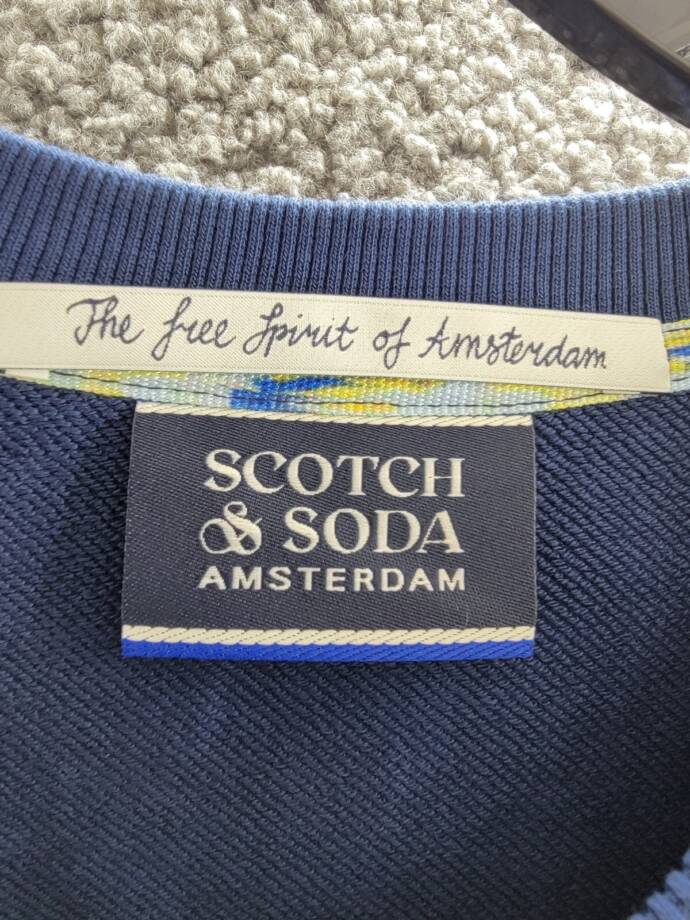 The free Spirit of Amsterdam
SCOTCH
& SODA
AMSTERDAM